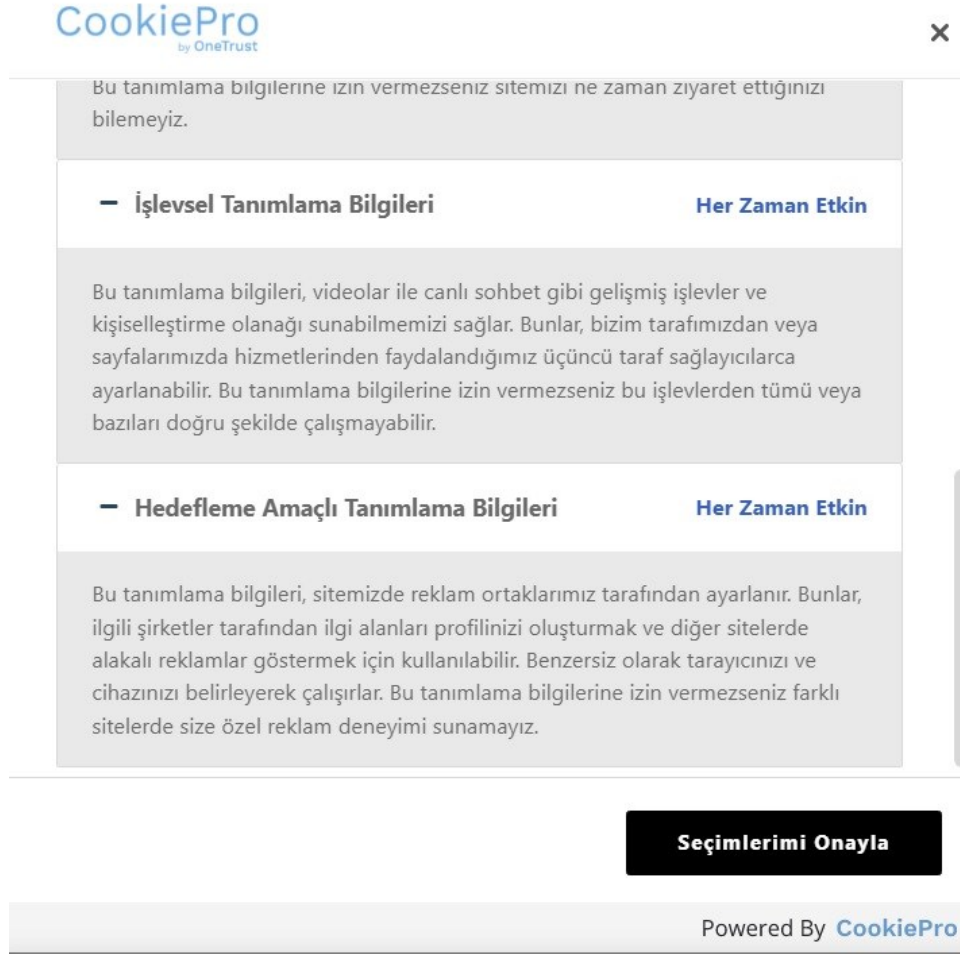 CookiePro
by OneTrust
Bu tanımlama bilgilerine izin vermezseniz sitemizi ne zaman ziyaret ettiğinizi
bilemeyiz.
İşlevsel Tanımlama Bilgileri
Her Zaman Etkin
Bu tanımlama bilgileri, videolar ile canlı sohbet gibi gelişmiş işlevler ve
kişiselleştirme olanağı sunabilmemizi sağlar. Bunlar, bizim tarafımızdan veya
sayfalarımızda hizmetlerinden faydalandığımız üçüncü taraf sağlayıcılarca
ayarlanabilir. Bu tanımlama bilgilerine izin vermezseniz bu işlevlerden tümü veya
bazıları doğru şekilde çalışmayabilir.
Hedefleme Amaçlı Tanımlama Bilgileri
Her Zaman Etkin
Bu tanımlama bilgileri, sitemizde reklam ortaklarımız tarafından ayarlanır. Bunlar,
ilgili şirketler tarafından ilgi alanları profilinizi oluşturmak ve diğer sitelerde
alakalı reklamlar göstermek için kullanılabilir. Benzersiz olarak tarayıcınızı ve
cihazınızı belirleyerek çalışırlar. Bu tanımlama bilgilerine izin vermezseniz farklı
sitelerde size özel reklam deneyimi sunamayız.
Seçimlerimi Onayla
Powered By CookiePro